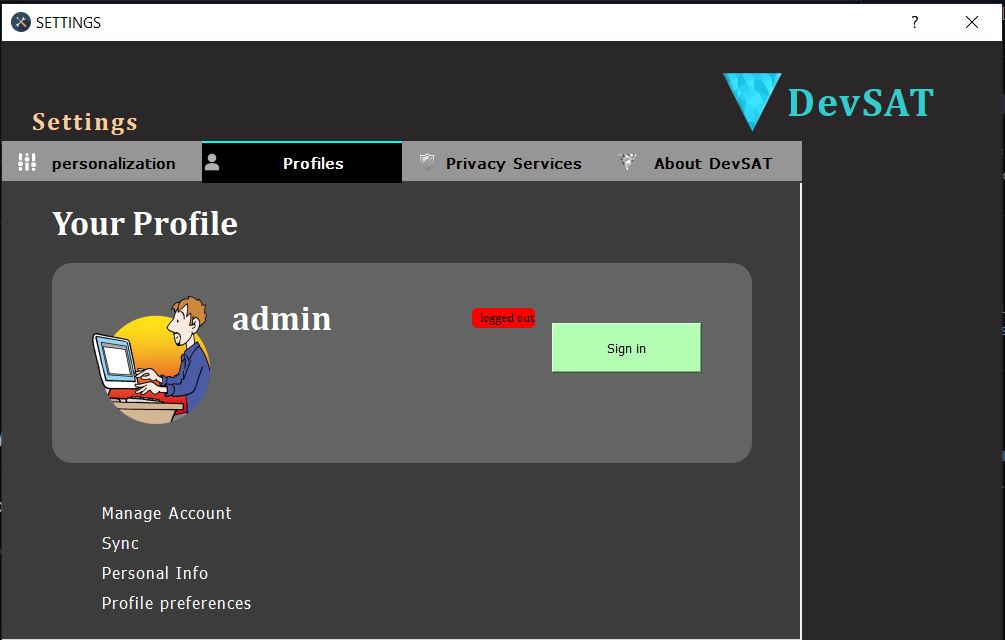 SETTINGS
?
DevSAT
Settings
personalization Profiles Privacy Services About DevSAT
Your Profile
admin
logged out
Sign in
Manage Account
Sync
Personal Info
Profile preferences